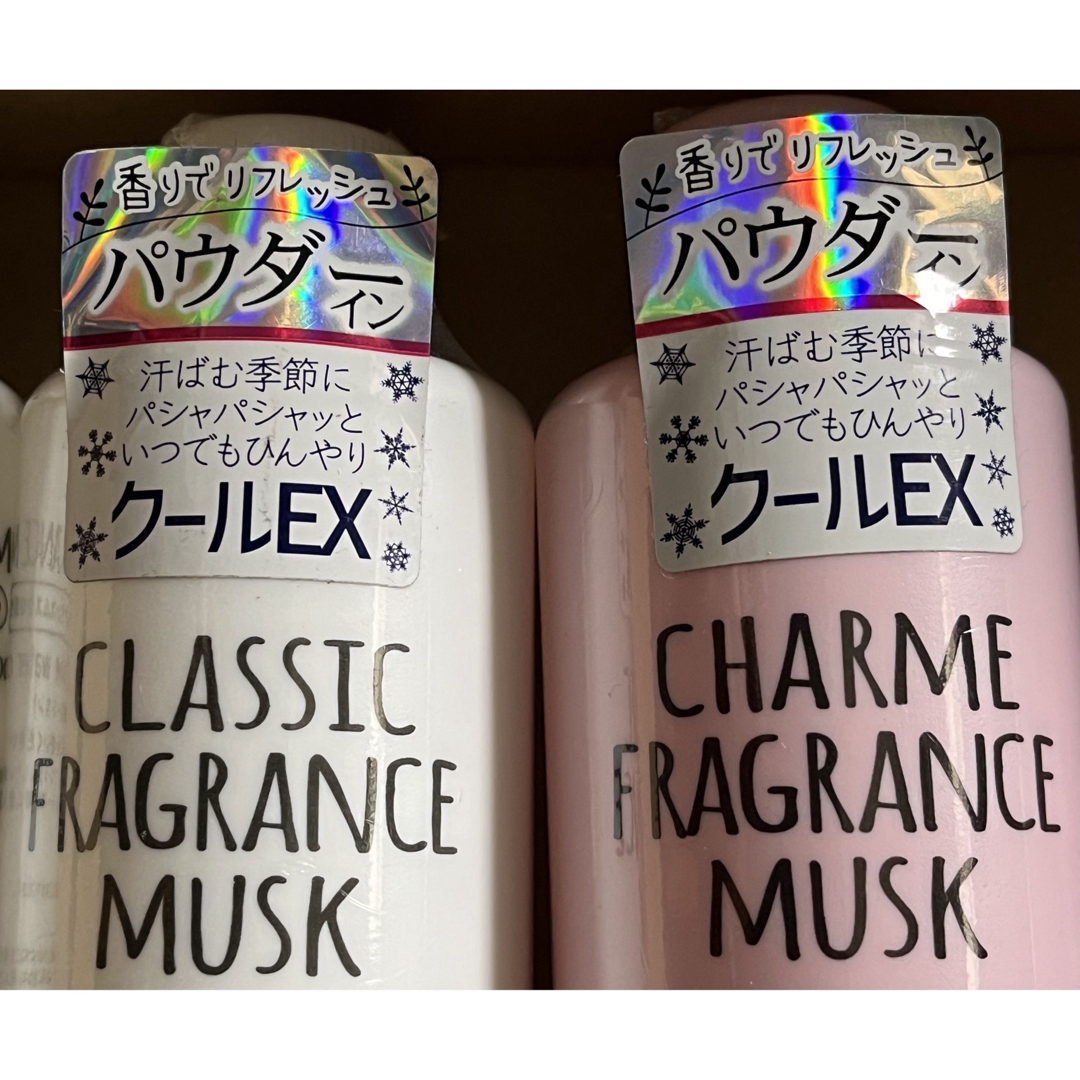 香りでリフレッシュ
パウダーイン
汗ばむ季節に
パシャパシャッと
いつでもひんやり
クールEX
CLASSIC
FRAGRANCE
MUSK
香りでリフレッシュ
パウダーイン
汗ばむ季節に
パシャパシャッと
いつでもひんやり
クールEX
CHARME
FRAGRANCE
MUSK